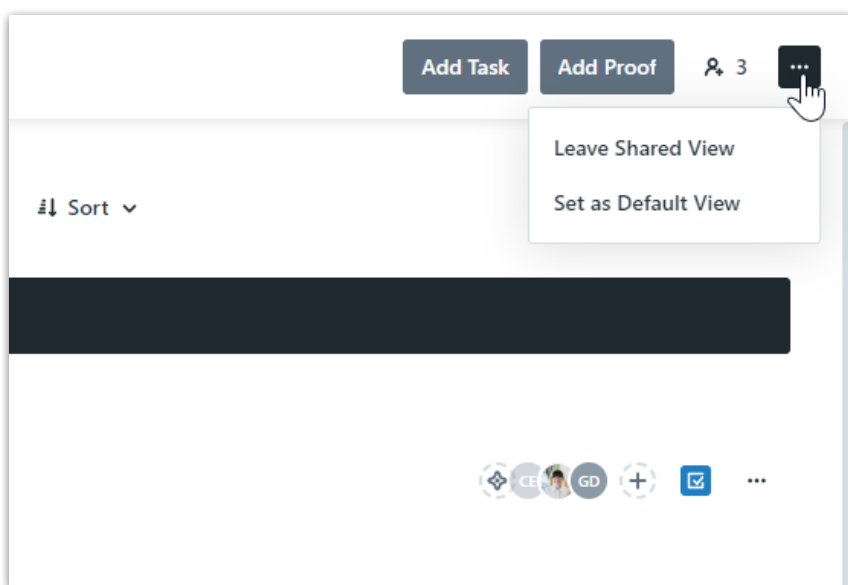 Add Task
Add Proof
3
Leave Shared View
Set as Default View
Sort
CE
GD